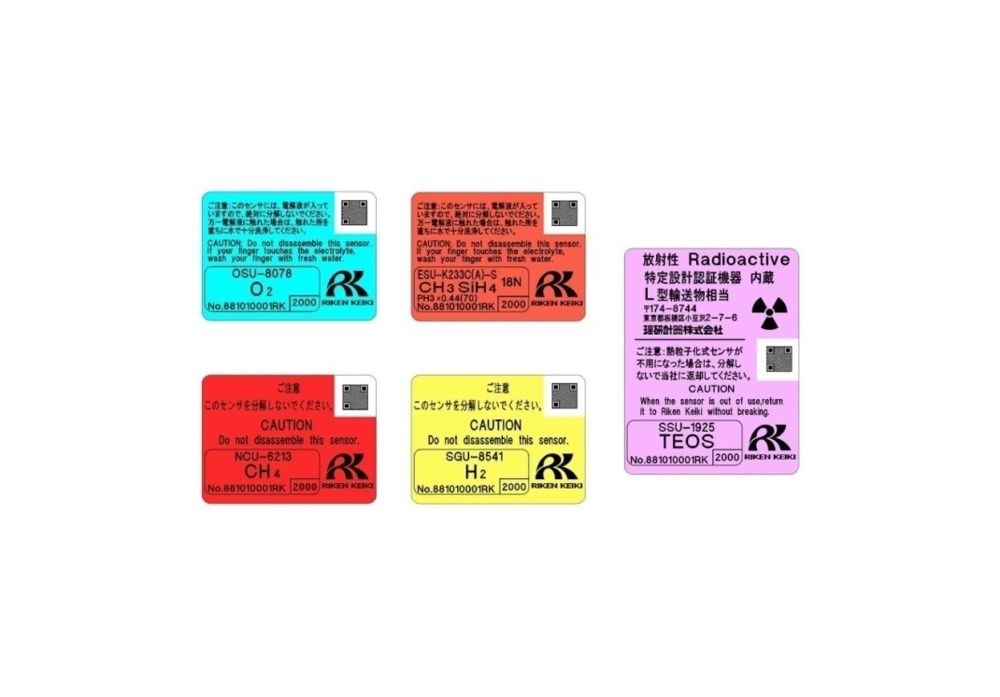 ご注意:このセンサには、電解液が入って
いますので、絶対に分解しないでください。
万一電解液に触れた場合は、触れた所を
直ちに水で十分洗浄してください。
CAUTION: Do not disassemble this sensor.
If your finger touches the electrolyte,
wash your finger with fresh water.
OSU-8078
O2
No.881010001RK 2000
RIKEN KEIKI
ご注意:このセンサには、電解液が入って
いますので、絶対に分解しないでください。
万一電解液に触れた場合は、触れた所を
直ちに水で十分洗浄してください。
CAUTION: Do not disassemble this sensor.
If your finger touches the electrolyte,
wash your finger with fresh water.
ESU-K233C(A)-S
CH3SiH4 18N
PH3×0.44(70)
No.881010001RK 2000
RIKEN KEIKI
ご注意
このセンサを分解しないでください。
CAUTION
Do not disassemble this sensor.
NCU-6213
CH4
No.881010001RK 2000
RIKEN KEIKI
ご注意
このセンサを分解しないでください。
CAUTION
Do not disassemble this sensor.
SGU-8541
H2
No.881010001RK 2000
RIKEN KEIKI
放射性 Radioactive
特定設計認証機器 内蔵
L型輸送物相当
〒174-8744
東京都板橋区小豆沢2-7-6
理研計器株式会社
ご注意:熱粒子化式センサが
不用になった場合は、分解し
ないで当社に返却してください。
CAUTION
When the sensor is out of use,return
it to Riken Keiki without breaking.
SSU-1925
TEOS
No.881010001RK 2000
RIKEN KEIKI